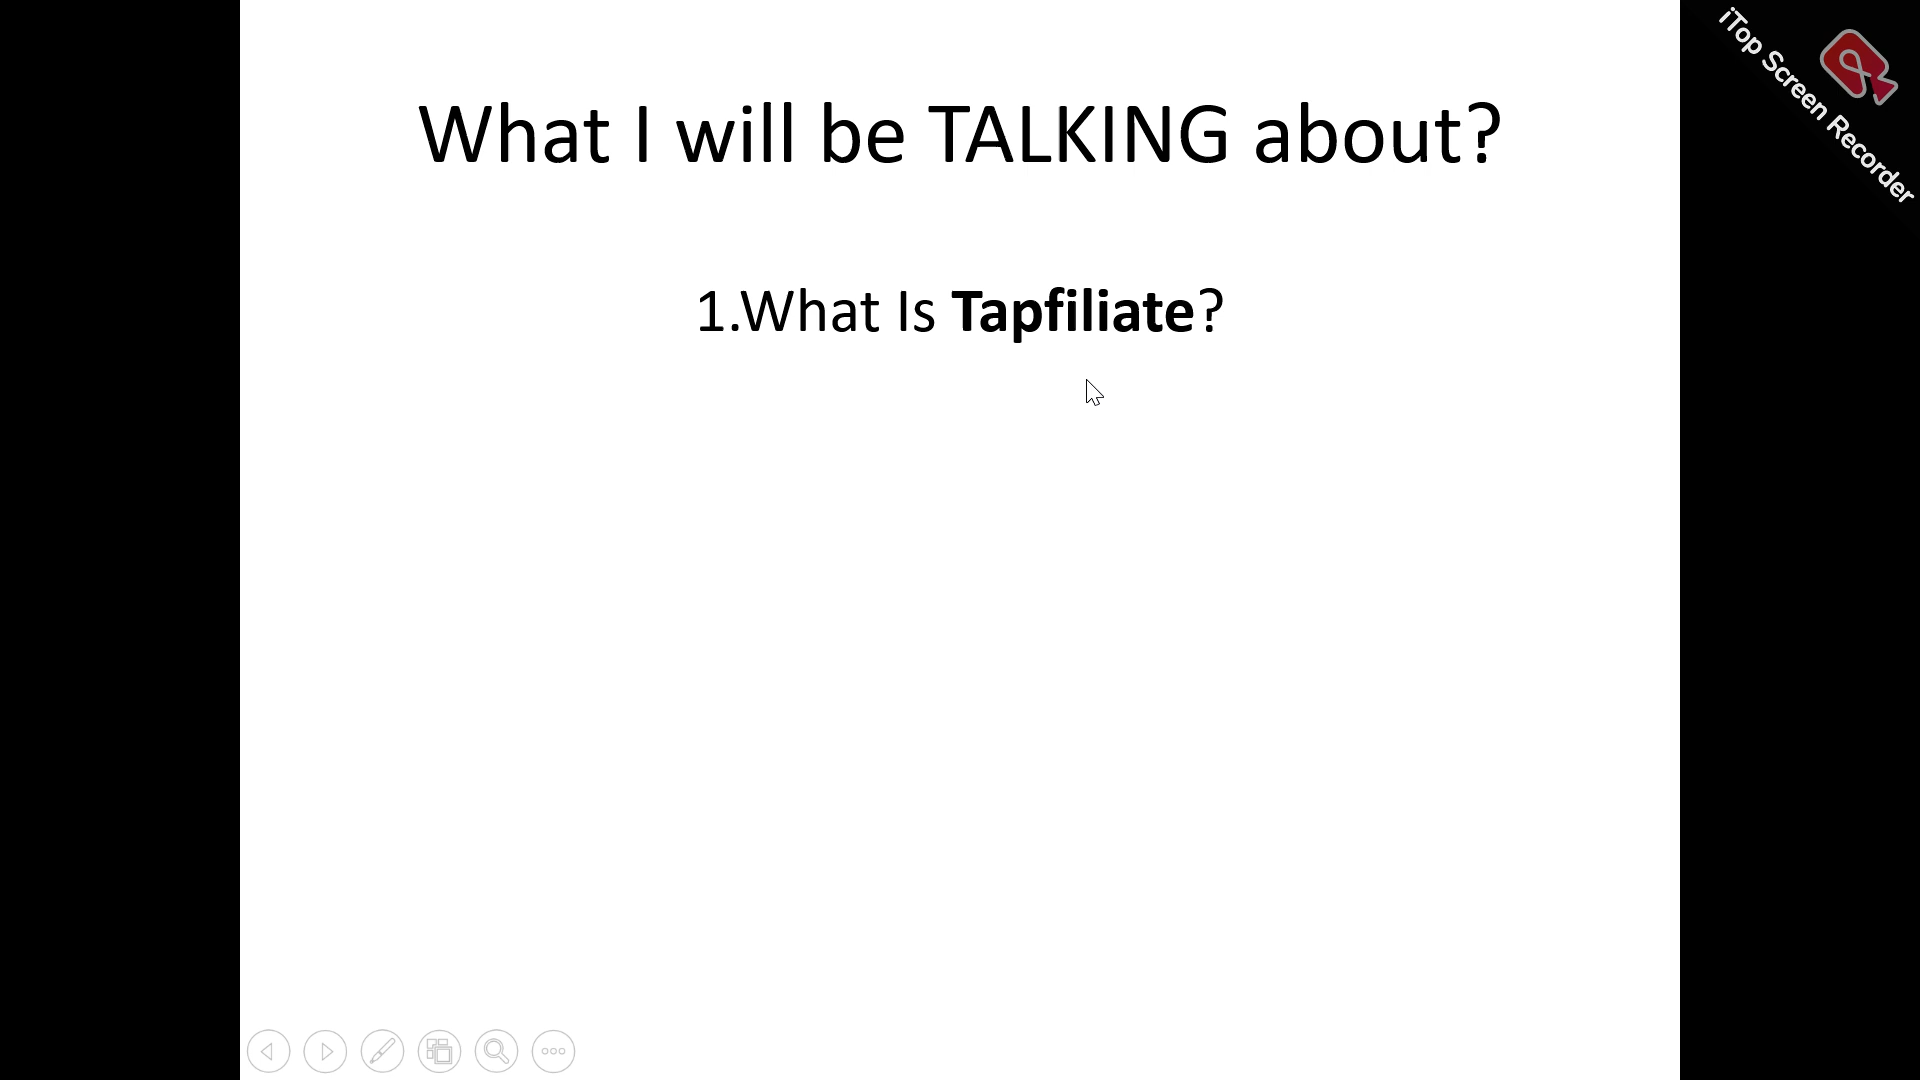 What I will be TALKING about?
1.What Is Tapfiliate?
iTop Screen Recorder